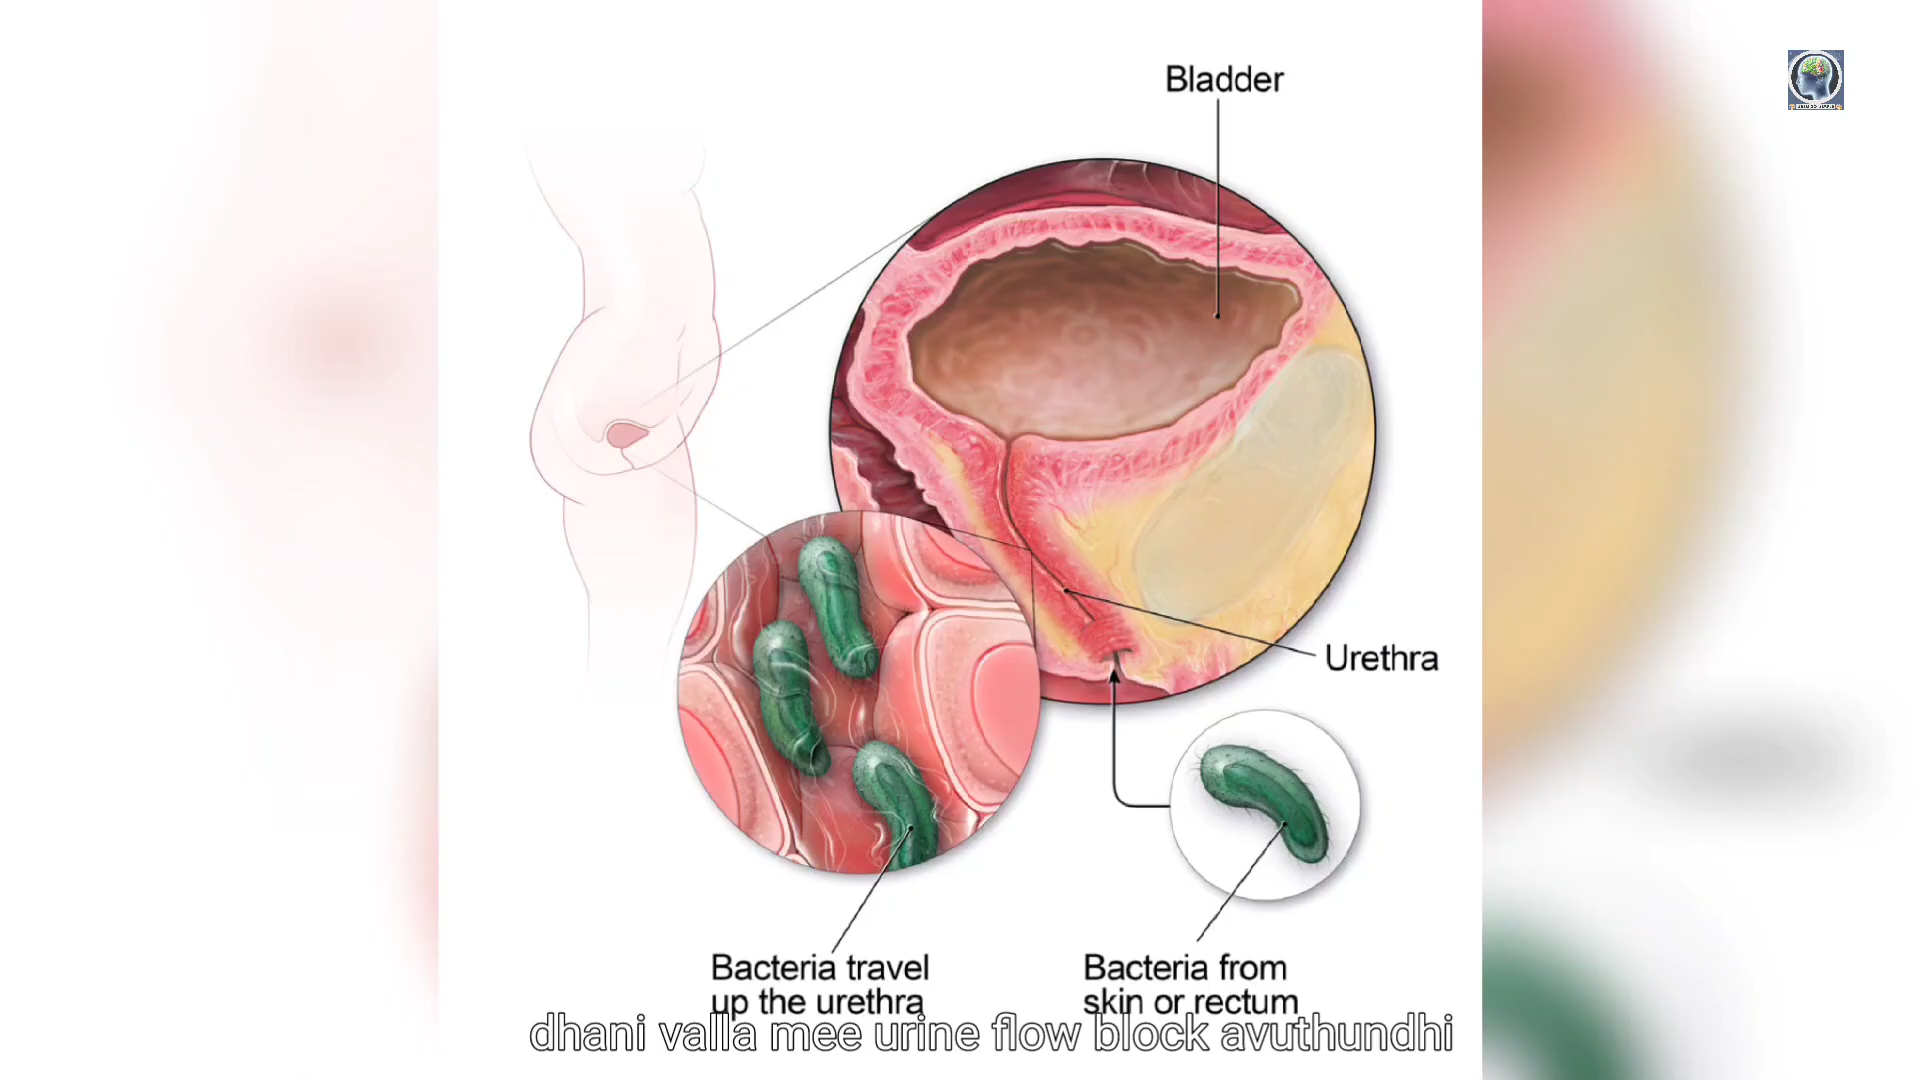 Bladder
Urethra
Bacteria travel
up the urethra
Bacteria from
skin or rectum
dhani valla mee urine flow block avuthundhi